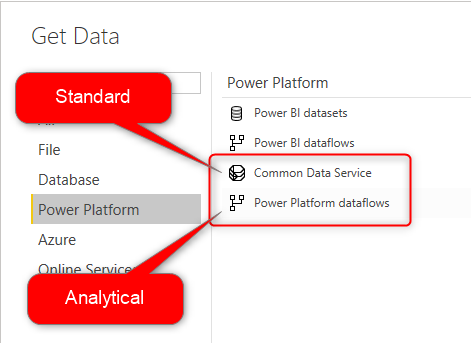 Get Data
Standard
File
Database
Power Platform
Azure
Online Services
Analytical
Power Platform
Power BI datasets
Power BI dataflows
Common Data Service
Power Platform dataflows